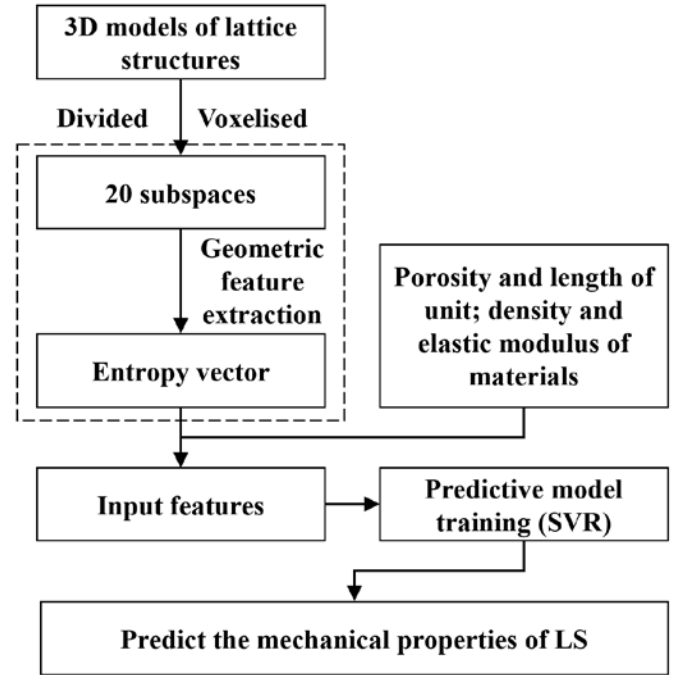 3D models of lattice
structures
Divided
Voxelised
20 subspaces
Geometric
feature
extraction
Entropy vector
Porosity and length of
unit; density and
elastic modulus of
materials
Input features
Predictive model
training (SVR)
Predict the mechanical properties of LS